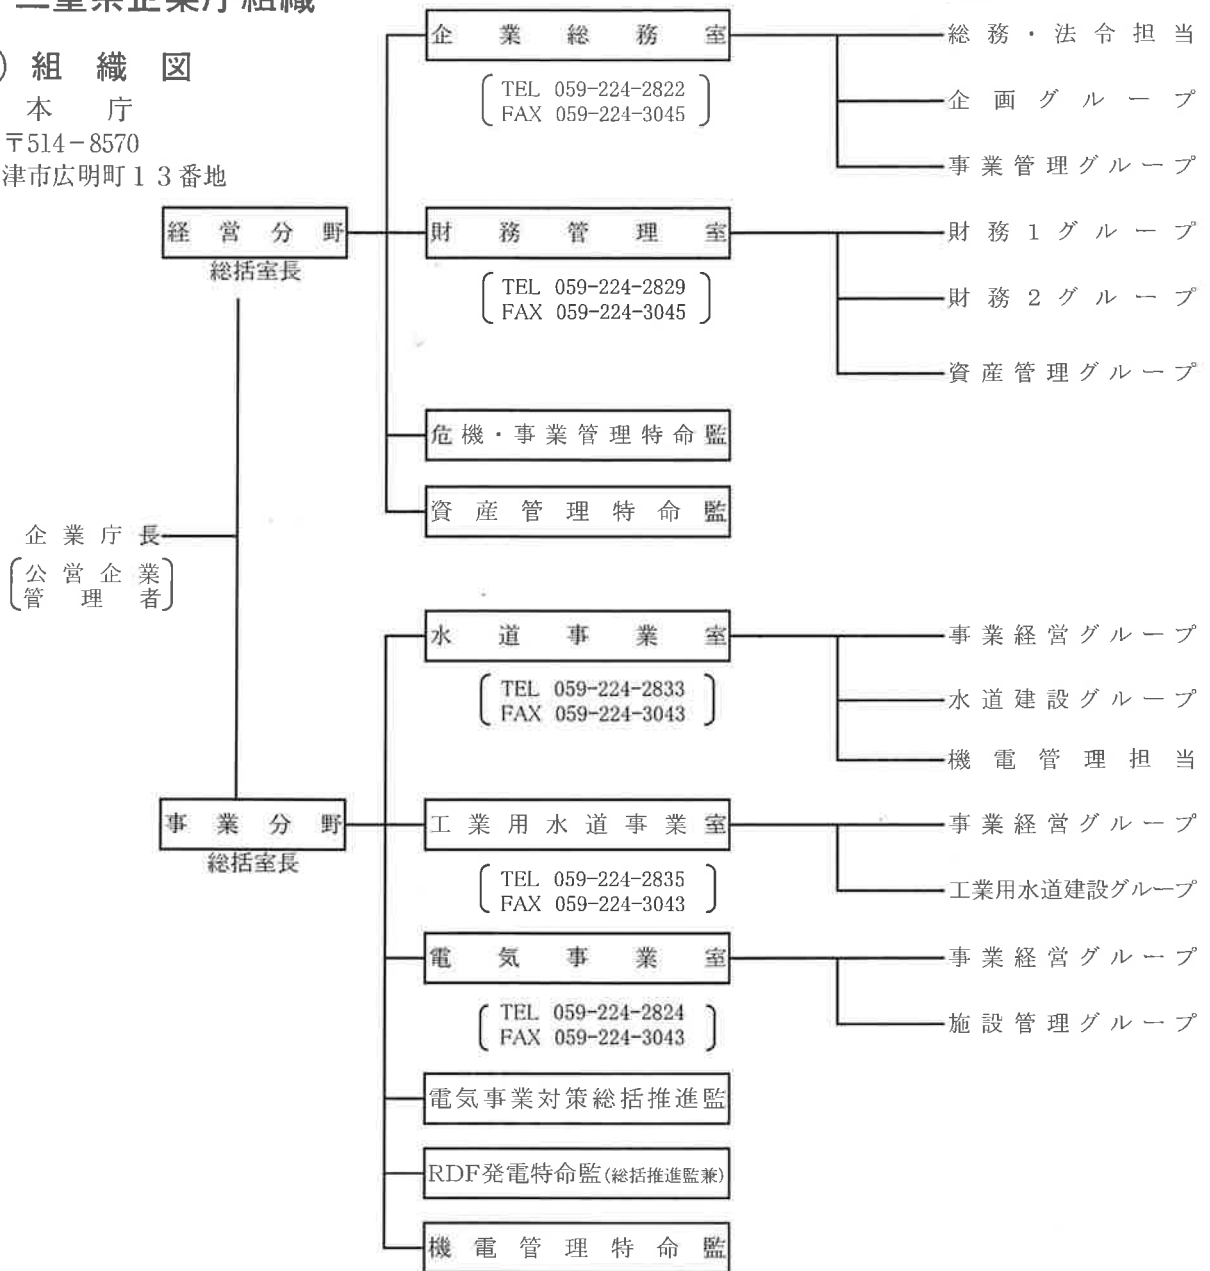 三重県企業庁組織
) 組織図
本庁
〒514-8570
津市広明町13番地
企業庁長
公営企業
管理者
経営分野
総括室長
企業総務室
TEL 059-224-2822
FAX 059-224-3045
総務・法令担当
企画グループ
事業管理グループ
財務管理室
TEL 059-224-2829
FAX 059-224-3045
財務1グループ
財務2グループ
資産管理グループ
危機・事業管理特命監
資産管理特命監
事業分野
総括室長
水道事業室
TEL 059-224-2833
FAX 059-224-3043
事業経営グループ
水道建設グループ
機電管理担当
工業用水道事業室
TEL 059-224-2835
FAX 059-224-3043
事業経営グループ
工業用水道建設グループ
電気事業室
TEL 059-224-2824
FAX 059-224-3043
事業経営グループ
施設管理グループ
電気事業対策総括推進監
RDF発電特命監(総括推進監兼)
機電管理特命監